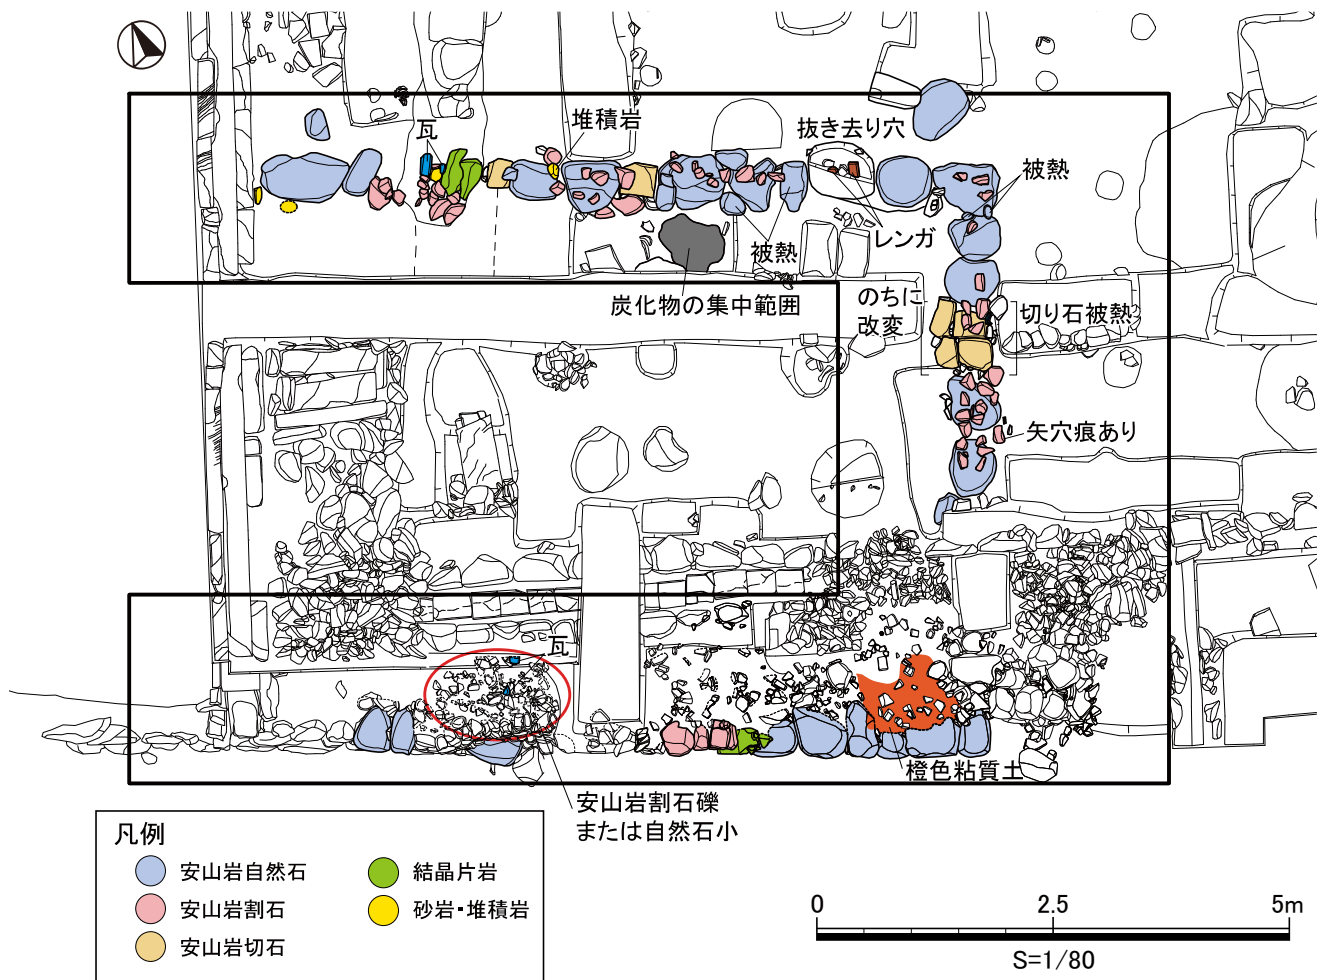 堆積岩
抜き去り穴
瓦
被熱
レンガ
被熱
炭化物の集中範囲
のちに
改変
切り石被熱
矢穴痕あり
瓦
橙色粘質土
安山岩割石礫
または自然石小
凡例
安山岩自然石
結晶片岩
安山岩割石
砂岩・堆積岩
安山岩切石
0 2.5 5m
S=1/80